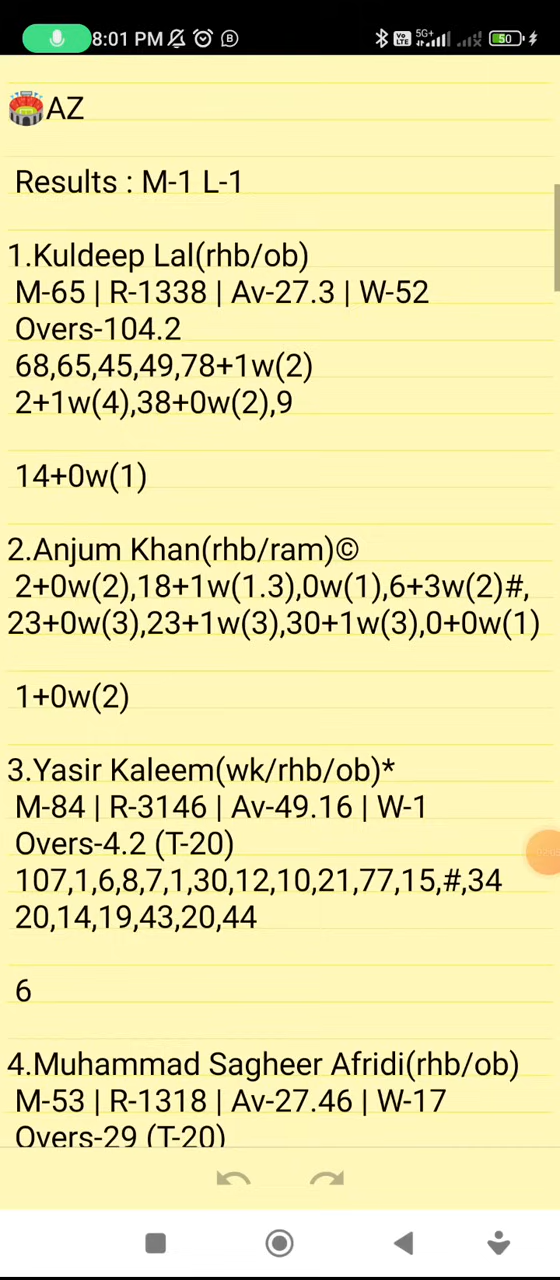 8:01 PM
5G+
Vo LTE
50
AZ
Results : M-1 L-1
1.Kuldeep Lal(rhb/ob)
M-65 | R-1338 | Av-27.3 | W-52
Overs-104.2
68,65,45,49,78+1w(2)
2+1w(4),38+0w(2),9
14+0w(1)
2.Anjum Khan(rhb/ram)©
2+0w(2),18+1w(1.3),0w(1),6+3w(2)#,
23+0w(3),23+1w(3),30+1w(3),0+0w(1)
1+0w(2)
3.Yasir Kaleem(wk/rhb/ob)*
M-84 | R-3146 | Av-49.16 | W-1
Overs-4.2 (T-20)
107,1,6,8,7,1,30,12,10,21,77,15,#,34
20,14,19,43,20,44
6
4.Muhammad Sagheer Afridi(rhb/ob)
M-53 | R-1318 | Av-27.46 | W-17
Overs-29 (T-20)